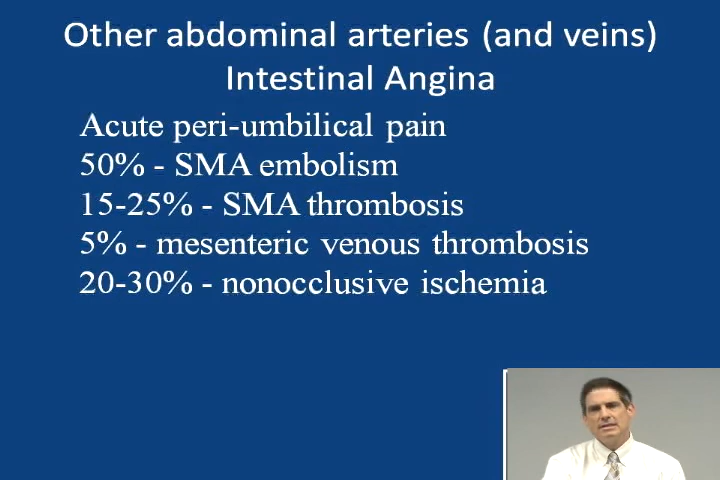 Other abdominal arteries (and veins)
Intestinal Angina
Acute peri-umbilical pain
50% - SMA embolism
15-25% - SMA thrombosis
5% - mesenteric venous thrombosis
20-30% - nonocclusive ischemia